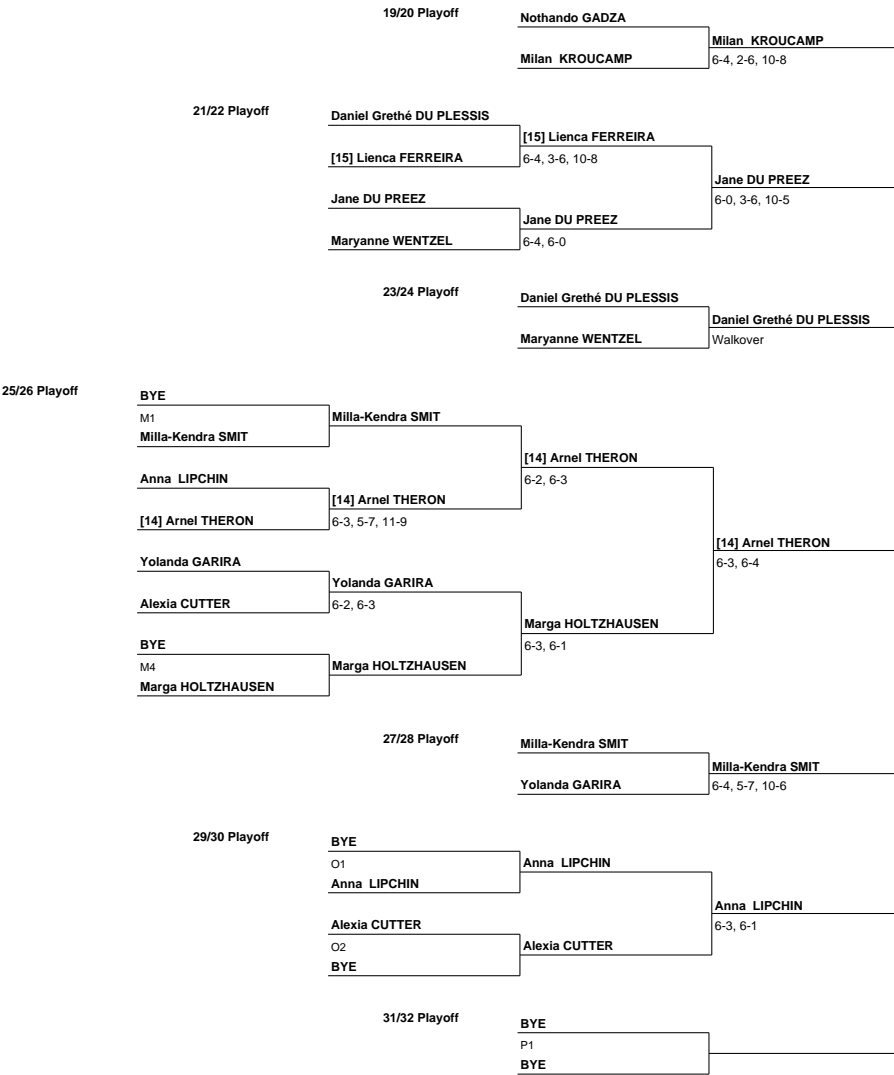 19/20 Playoff
Nothando GADZA
Milan KROUCAMP
Milan KROUCAMP
6-4, 2-6, 10-8
21/22 Playoff
Daniel Grethé DU PLESSIS
[15] Lienca FERREIRA
[15] Lienca FERREIRA
6-4, 3-6, 10-8
Jane DU PREEZ
6-0, 3-6, 10-5
Jane DU PREEZ
Jane DU PREEZ
Maryanne WENTZEL
6-4, 6-0
23/24 Playoff
Daniel Grethé DU PLESSIS
Daniel Grethé DU PLESSIS
Maryanne WENTZEL
Walkover
25/26 Playoff
BYE
M1
Milla-Kendra SMIT
Milla-Kendra SMIT
[14] Arnel THERON
6-2, 6-3
Anna LIPCHIN
[14] Arnel THERON
[14] Arnel THERON
6-3, 5-7, 11-9
[14] Arnel THERON
6-3, 6-4
Yolanda GARIRA
Yolanda GARIRA
Alexia CUTTER
6-2, 6-3
Marga HOLTZHAUSEN
6-3, 6-1
BYE
M4
Marga HOLTZHAUSEN
Marga HOLTZHAUSEN
27/28 Playoff
Milla-Kendra SMIT
Milla-Kendra SMIT
Yolanda GARIRA
6-4, 5-7, 10-6
29/30 Playoff
BYE
O1
Anna LIPCHIN
Anna LIPCHIN
Anna LIPCHIN
6-3, 6-1
Alexia CUTTER
O2
Alexia CUTTER
BYE
31/32 Playoff
BYE
P1
BYE